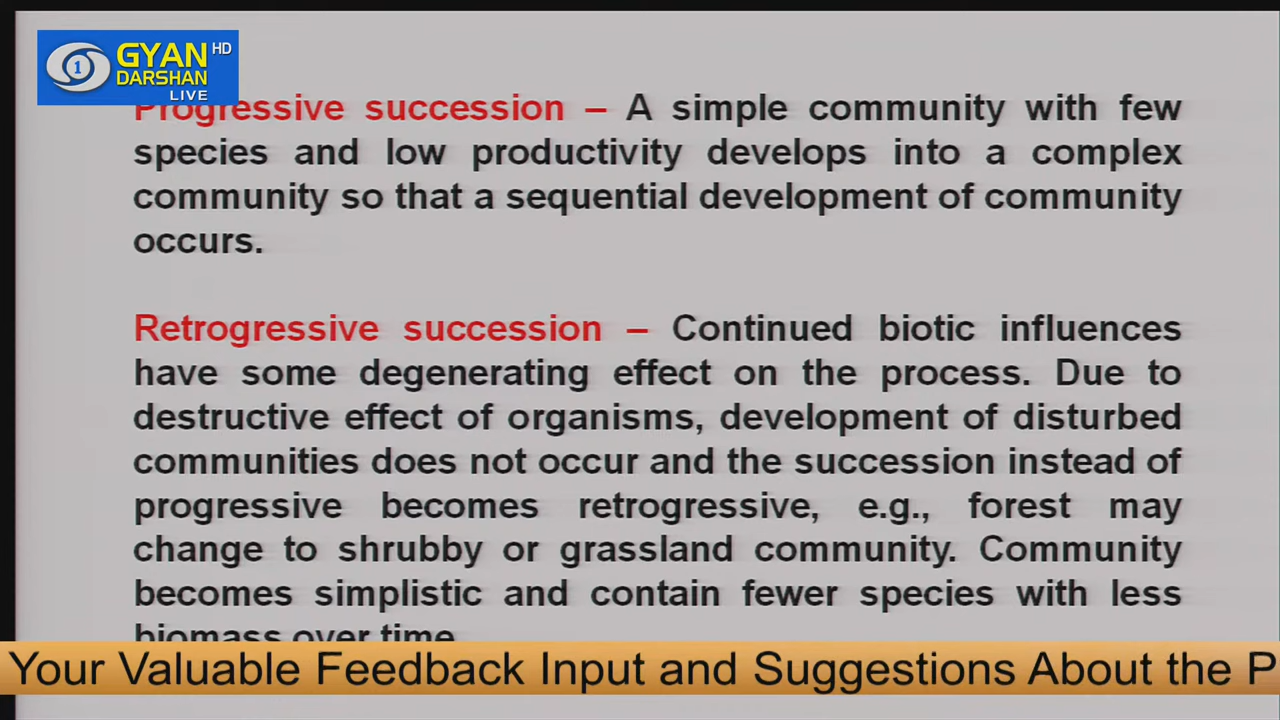 GYAN HD
DARSHAN
LIVE
1
Progressive succession – A simple community with few
species and low productivity develops into a complex
community so that a sequential development of community
occurs.
Retrogressive succession – Continued biotic influences
have some degenerating effect on the process. Due to
destructive effect of organisms, development of disturbed
communities does not occur and the succession instead of
progressive becomes retrogressive, e.g., forest may
change to shrubby or grassland community. Community
becomes simplistic and contain fewer species with less
biomass over time.
Your Valuable Feedback Input and Suggestions About the P